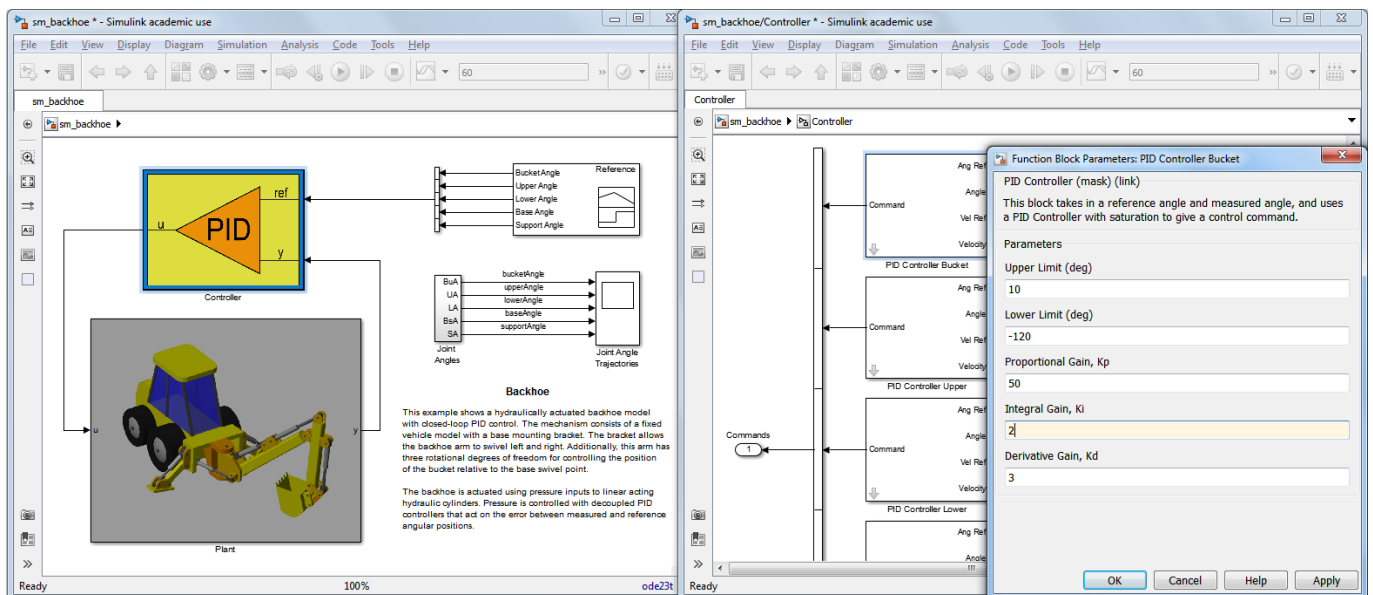 sm_backhoe * - Simulink academic use
File Edit View Display Diagram Simulation Analysis Code Tools Help
60
»
sm_backhoe
sm_backhoe
ref
u
PID
y
Controller
Bucket Angle
Upper Angle
Lower Angle
Base Angle
Support Angle
Reference
BuA
UA
LA
BsA
SA
bucketAngle
upperAngle
lowerAngle
baseAngle
supportAngle
Joint
Angles
Joint Angle
Trajectories
u
y
Plant
Backhoe
This example shows a hydraulically actuated backhoe model
with closed-loop PID control. The mechanism consists of a fixed
vehicle model with a base mounting bracket. The bracket allows
the backhoe arm to swivel left and right. Additionally, this arm has
three rotational degrees of freedom for controlling the position
of the bucket relative to the base swivel point.
The backhoe is actuated using pressure inputs to linear acting
hydraulic cylinders. Pressure is controlled with decoupled PID
controllers that act on the error between measured and reference
angular positions.
»
Ready
100%
ode23t
sm_backhoe/Controller * - Simulink academic use
File Edit View Display Diagram Simulation Analysis Code Tools Help
60
»
Controller
sm_backhoe Controller
Ang Ref
Angle
Command
Vel Ref
Velocity
PID Controller Bucket
Ang Ref
Angle
Command
Vel Ref
Velocity
PID Controller Upper
Ang Ref
Angle
Commands
1
Command
Vel Ref
Velocity
PID Controller Lower
Ang Ref
Angle
»
Ready
Function Block Parameters: PID Controller Bucket
PID Controller (mask) (link)
This block takes in a reference angle and measured angle, and uses
a PID Controller with saturation to give a control command.
Parameters
Upper Limit (deg)
10
Lower Limit (deg)
-120
Proportional Gain, Kp
50
Integral Gain, Ki
2
Derivative Gain, Kd
3
OK Cancel Help Apply